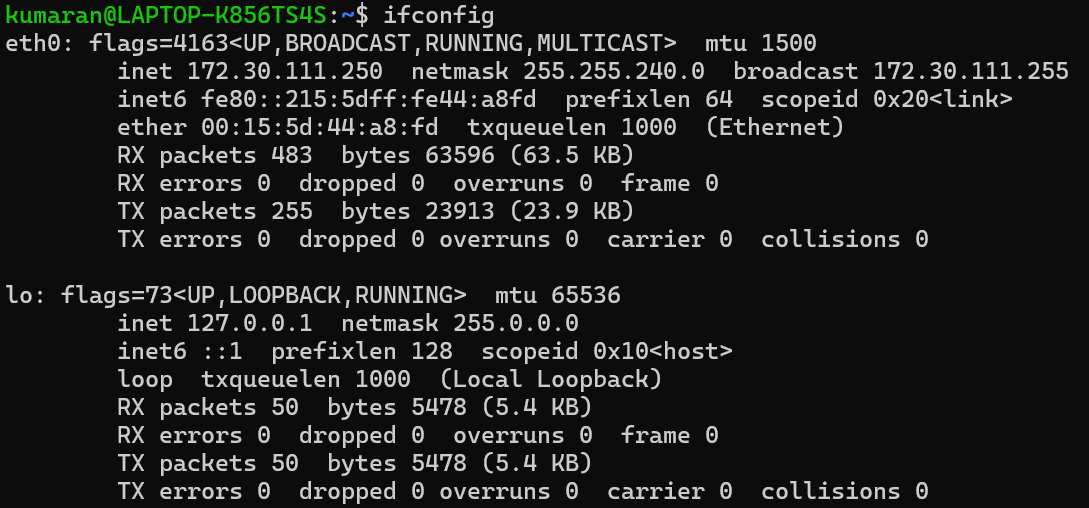 kumaran@LAPTOP-K856TS4S:~$ ifconfig
eth0: flags=4163<UP,BROADCAST,RUNNING,MULTICAST>  mtu 1500
        inet 172.30.111.250  netmask 255.255.240.0  broadcast 172.30.111.255
        inet6 fe80::215:5dff:fe44:a8fd  prefixlen 64  scopeid 0x20<link>
        ether 00:15:5d:44:a8:fd  txqueuelen 1000  (Ethernet)
        RX packets 483  bytes 63596 (63.5 KB)
        RX errors 0  dropped 0  overruns 0  frame 0
        TX packets 255  bytes 23913 (23.9 KB)
        TX errors 0  dropped 0 overruns 0  carrier 0  collisions 0

lo: flags=73<UP,LOOPBACK,RUNNING>  mtu 65536
        inet 127.0.0.1  netmask 255.0.0.0
        inet6 ::1  prefixlen 128  scopeid 0x10<host>
        loop  txqueuelen 1000  (Local Loopback)
        RX packets 50  bytes 5478 (5.4 KB)
        RX errors 0  dropped 0  overruns 0  frame 0
        TX packets 50  bytes 5478 (5.4 KB)
        TX errors 0  dropped 0 overruns 0  carrier 0  collisions 0